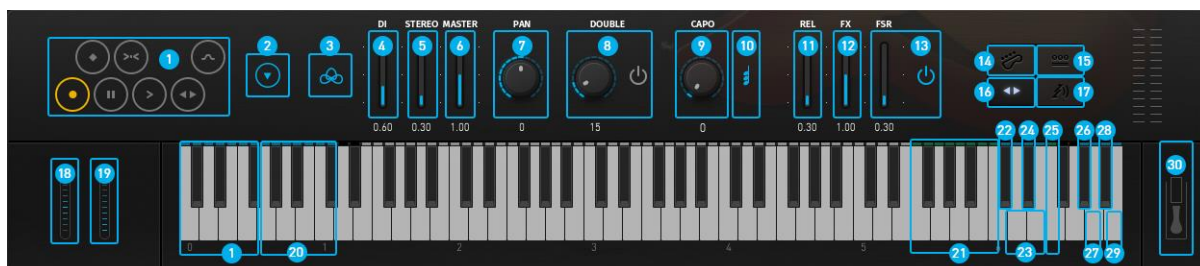 DI STEREO MASTER PAN DOUBLE CAPO REL FX FSR
1 2 3 4 5 6 7 8 9 10 11 12 13 14 15
16 17
0.60 0.30 1.00 0 15 0 0.30 1.00 0.30
22 24 25 26 28
18 19 30
0 1 20 1 2 3 4 5 21 23 27 29